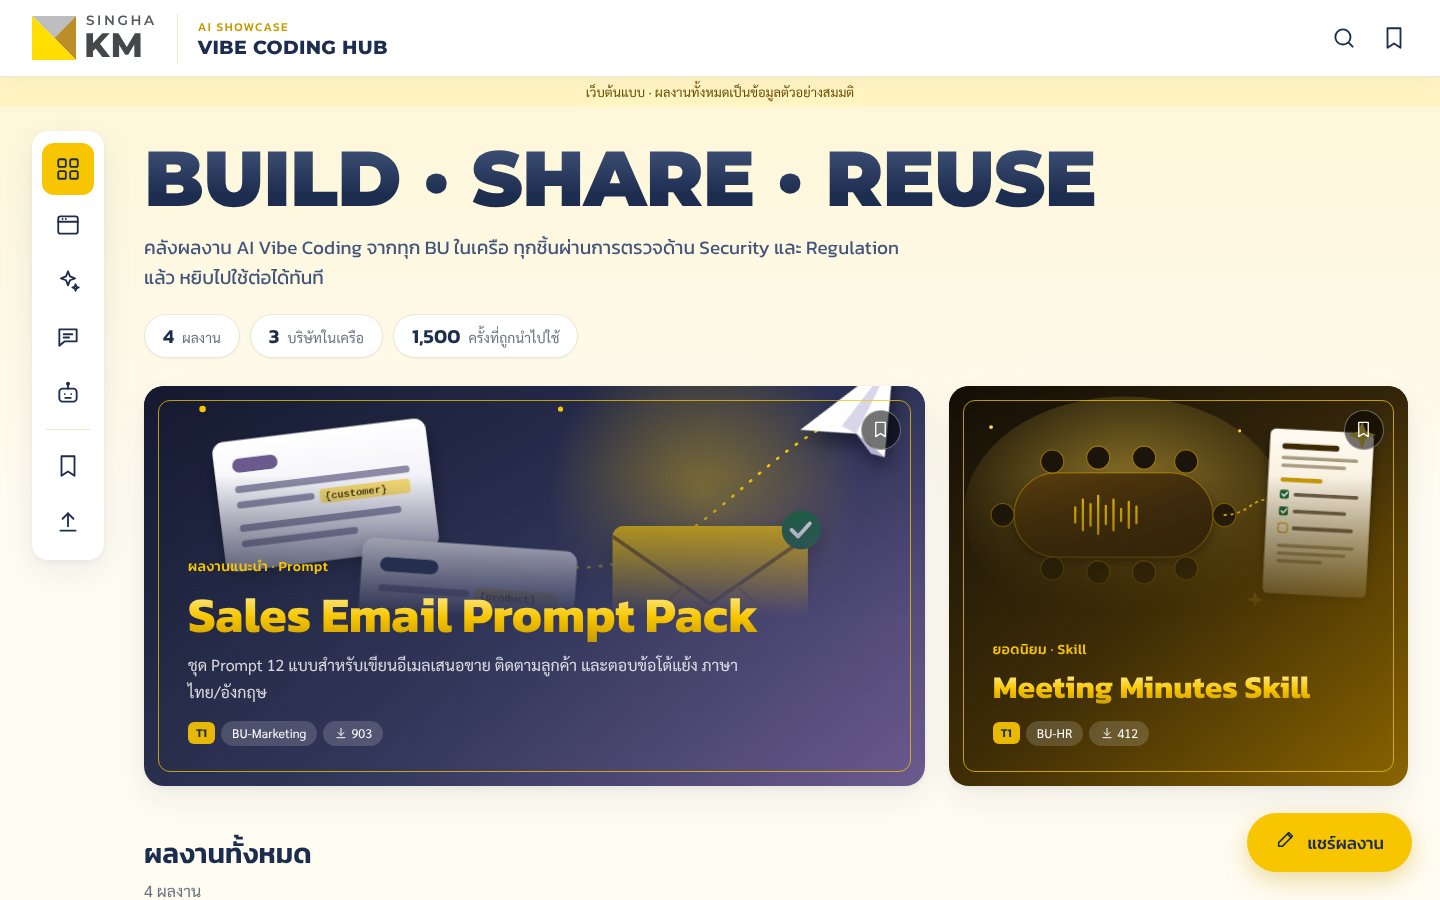 SINGHA
KM
AI SHOWCASE
VIBE CODING HUB
เว็บต้นแบบ · ผลงานทั้งหมดเป็นข้อมูลตัวอย่างสมมติ
BUILD • SHARE • REUSE
คลังผลงาน AI Vibe Coding จากทุก BU ในเครือ ทุกชิ้นผ่านการตรวจด้าน Security และ Regulation
แล้ว หยิบไปใช้ต่อได้ทันที
4 ผลงาน
3 บริษัทในเครือ
1,500 ครั้งที่ถูกนำไปใช้
{customer}
{product}
ผลงานแนะนำ · Prompt
Sales Email Prompt Pack
ชุด Prompt 12 แบบสำหรับเขียนอีเมลเสนอขาย ติดตามลูกค้า และตอบข้อโต้แย้ง ภาษา
ไทย/อังกฤษ
T1 BU-Marketing 903
ยอดนิยม · Skill
Meeting Minutes Skill
T1 BU-HR 412
ผลงานทั้งหมด
4 ผลงาน
แชร์ผลงาน